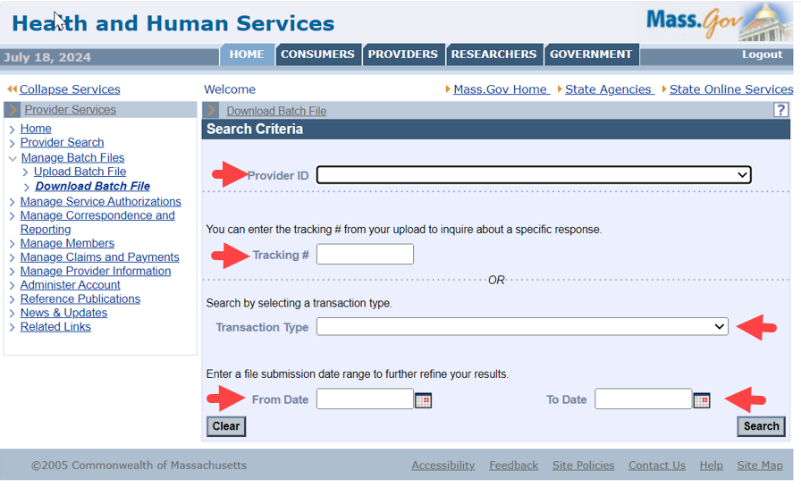 Health and Human Services
Mass.Gov
July 18, 2024
HOME CONSUMERS PROVIDERS RESEARCHERS GOVERNMENT
Logout
Collapse Services
Welcome
Mass.Gov Home State Agencies State Online Services
Provider Services
Download Batch File
?
Home
Provider Search
Manage Batch Files
Upload Batch File
Download Batch File
Manage Service Authorizations
Manage Correspondence and
Reporting
Manage Members
Manage Claims and Payments
Manage Provider Information
Administer Account
Reference Publications
News & Updates
Related Links
Search Criteria
Provider ID
You can enter the tracking # from your upload to inquire about a specific response.
Tracking #
OR
Search by selecting a transaction type.
Transaction Type
Enter a file submission date range to further refine your results.
From Date To Date
Clear Search
©2005 Commonwealth of Massachusetts
Accessibility Feedback Site Policies Contact Us Help Site Map